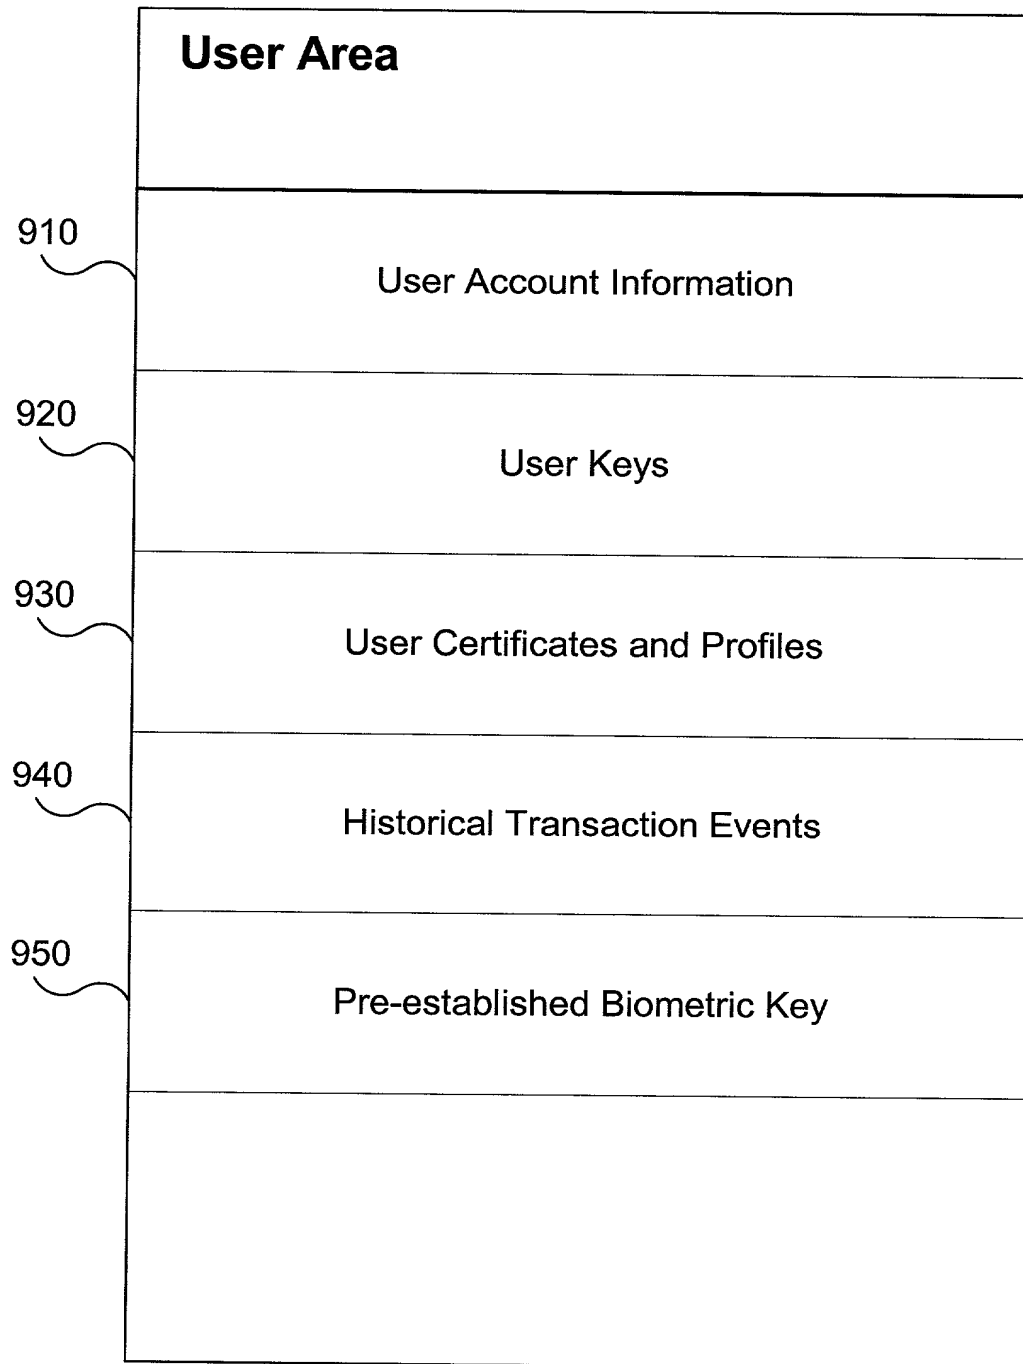 User Area
910
User Account Information
920
User Keys
930
User Certificates and Profiles
940
Historical Transaction Events
950
Pre-established Biometric Key